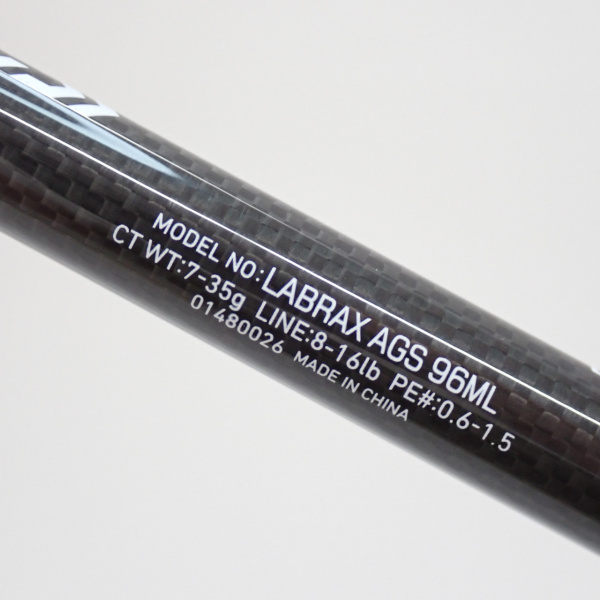 MODEL NO: LABRAX AGS 96ML
CT WT:7-35g LINE:8-16lb PE#:0.6-1.5
01480026 MADE IN CHINA